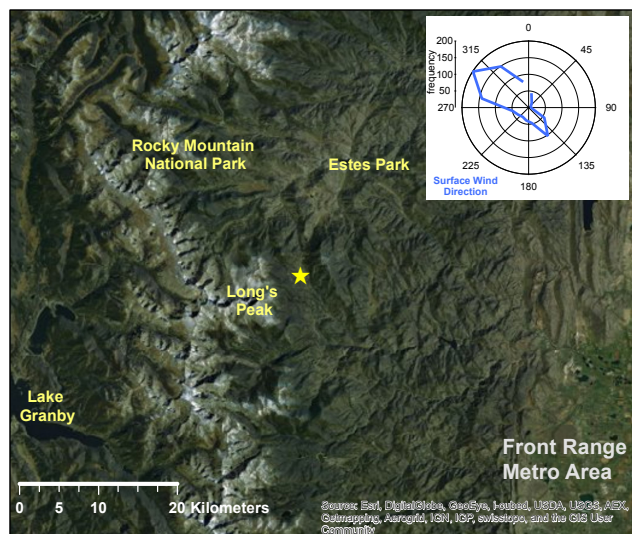 0
315
45
200
150
100
50
frequency
270
90
225
135
180
Surface Wind
Direction
Rocky Mountain
National Park
Estes Park
Long's
Peak
Lake
Granby
Front Range
Metro Area
0 5 10 20 Kilometers
Source: Esri, DigitalGlobe, GeoEye, i-cubed, USDA, USGS, AEX,
Getmapping, Aerogrid, IGN, IGP, swisstopo, and the GIS User
Community